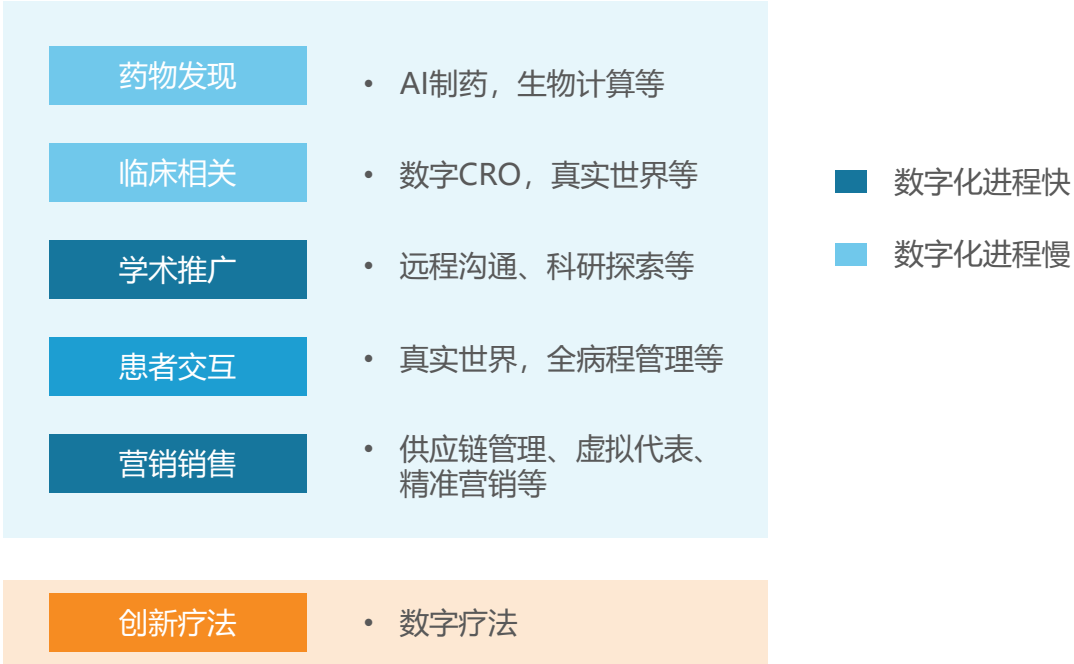 药物发现
• AI制药，生物计算等
临床相关
• 数字CRO，真实世界等
学术推广
• 远程沟通、科研探索等
患者交互
• 真实世界，全病程管理等
营销销售
• 供应链管理、虚拟代表、
精准营销等
创新疗法
• 数字疗法
数字化进程快
数字化进程慢